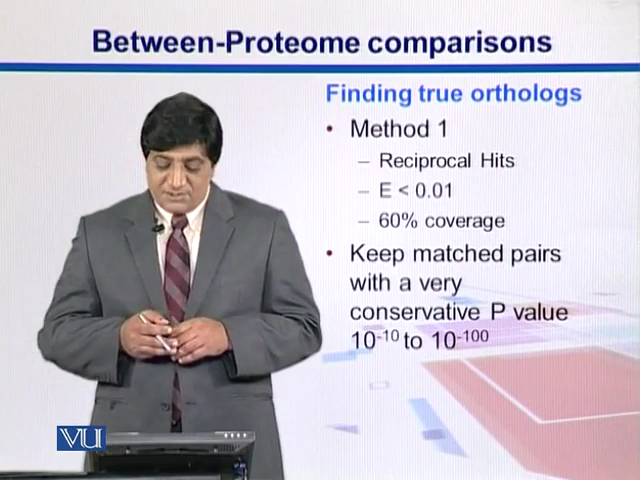 Between-Proteome comparisons
Finding true orthologs
• Method 1
– Reciprocal Hits
– E < 0.01
– 60% coverage
• Keep matched pairs
with a very
conservative P value
10⁻¹⁰ to 10⁻¹⁰⁰
VU